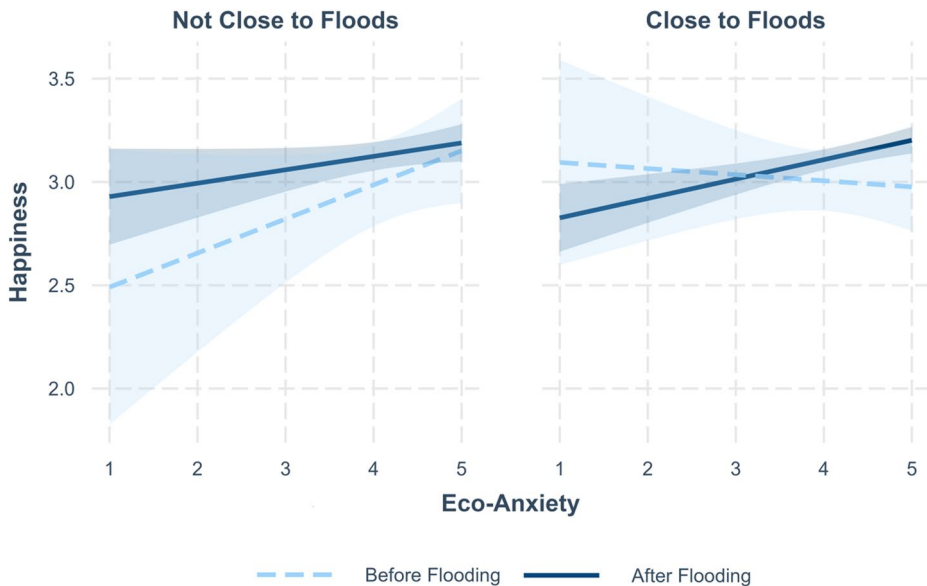 Not Close to Floods Close to Floods
3.5
3.0
2.5
2.0
Happiness
1 2 3 4 5 1 2 3 4 5
Eco-Anxiety
Before Flooding After Flooding